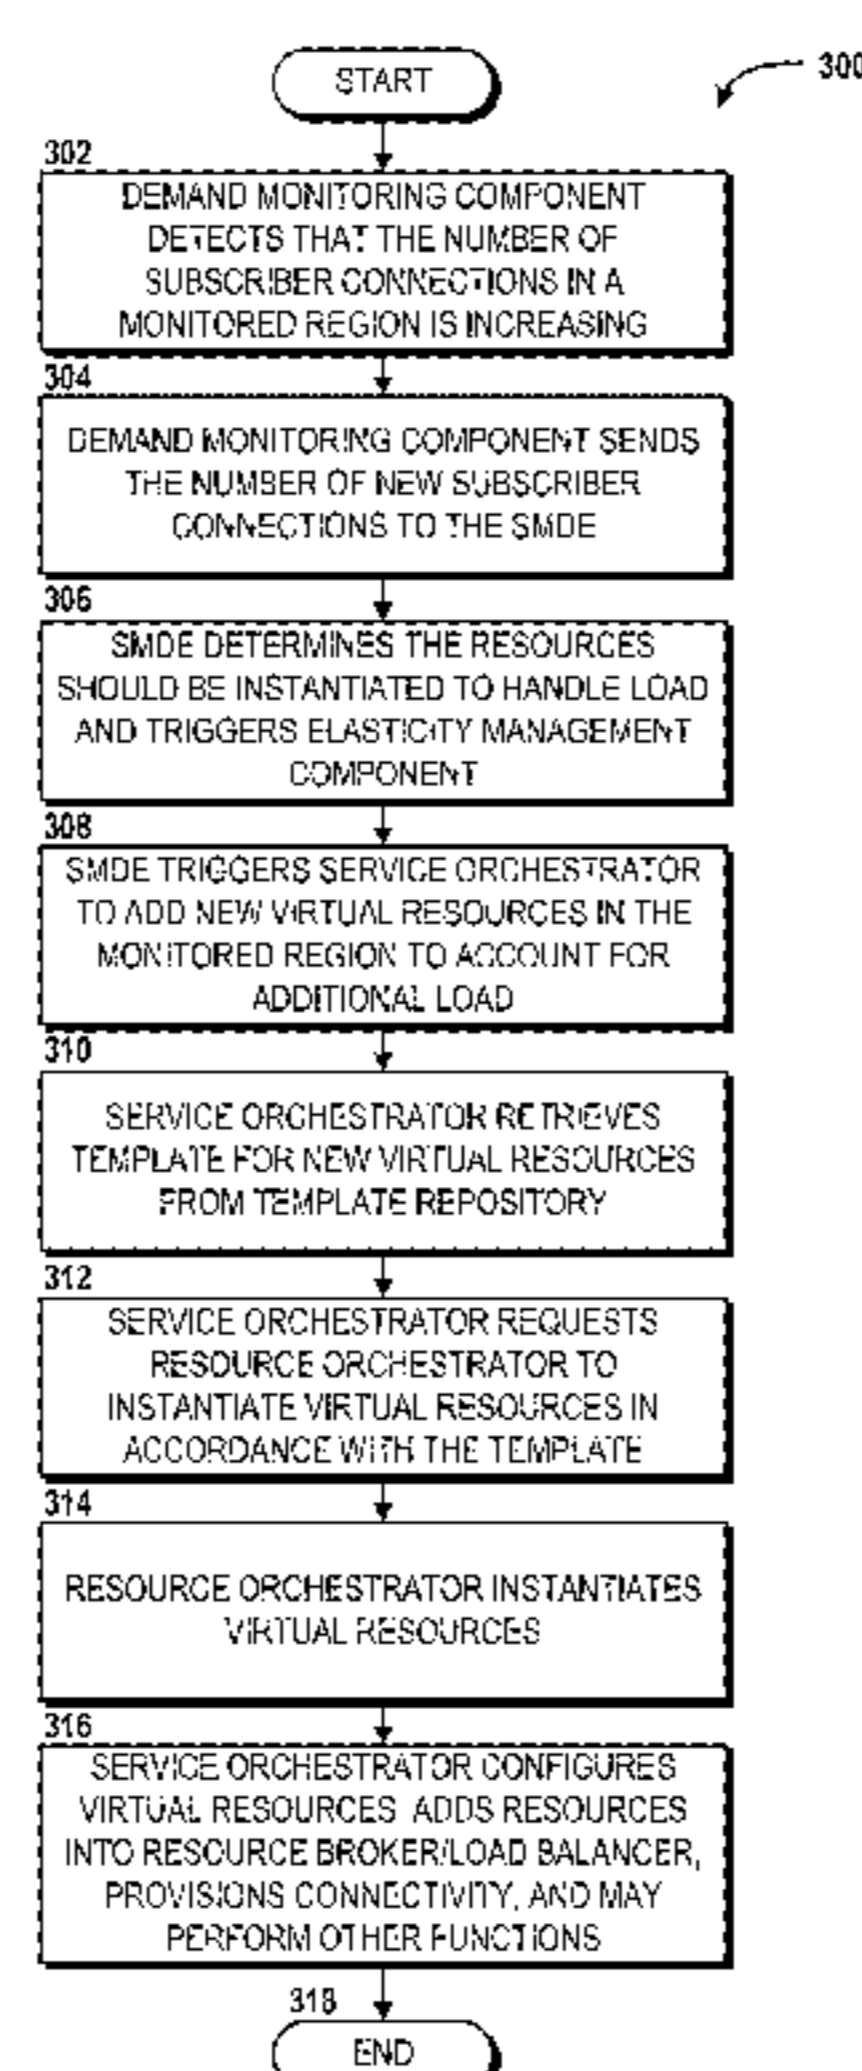 START
300
302
DEMAND MONITORING COMPONENT
DETECTS THAT THE NUMBER OF
SUBSCRIBER CONNECTIONS IN A
MONITORED REGION IS INCREASING
304
DEMAND MONITORING COMPONENT SENDS
THE NUMBER OF NEW SUBSCRIBER
CONNECTIONS TO THE SMDE
306
SMDE DETERMINES THE RESOURCES
SHOULD BE INSTANTIATED TO HANDLE LOAD
AND TRIGGERS ELASTICITY MANAGEMENT
COMPONENT
308
SMDE TRIGGERS SERVICE ORCHESTRATOR
TO ADD NEW VIRTUAL RESOURCES IN THE
MONITORED REGION TO ACCOUNT FOR
ADDITIONAL LOAD
310
SERVICE ORCHESTRATOR RETRIEVES
TEMPLATE FOR NEW VIRTUAL RESOURCES
FROM TEMPLATE REPOSITORY
312
SERVICE ORCHESTRATOR REQUESTS
RESOURCE ORCHESTRATOR TO
INSTANTIATE VIRTUAL RESOURCES IN
ACCORDANCE WITH THE TEMPLATE
314
RESOURCE ORCHESTRATOR INSTANTIATES
VIRTUAL RESOURCES
316
SERVICE ORCHESTRATOR CONFIGURES
VIRTUAL RESOURCES ADDS RESOURCES
INTO RESOURCE BROKER/LOAD BALANCER,
PROVISIONS CONNECTIVITY, AND MAY
PERFORM OTHER FUNCTIONS
318
END